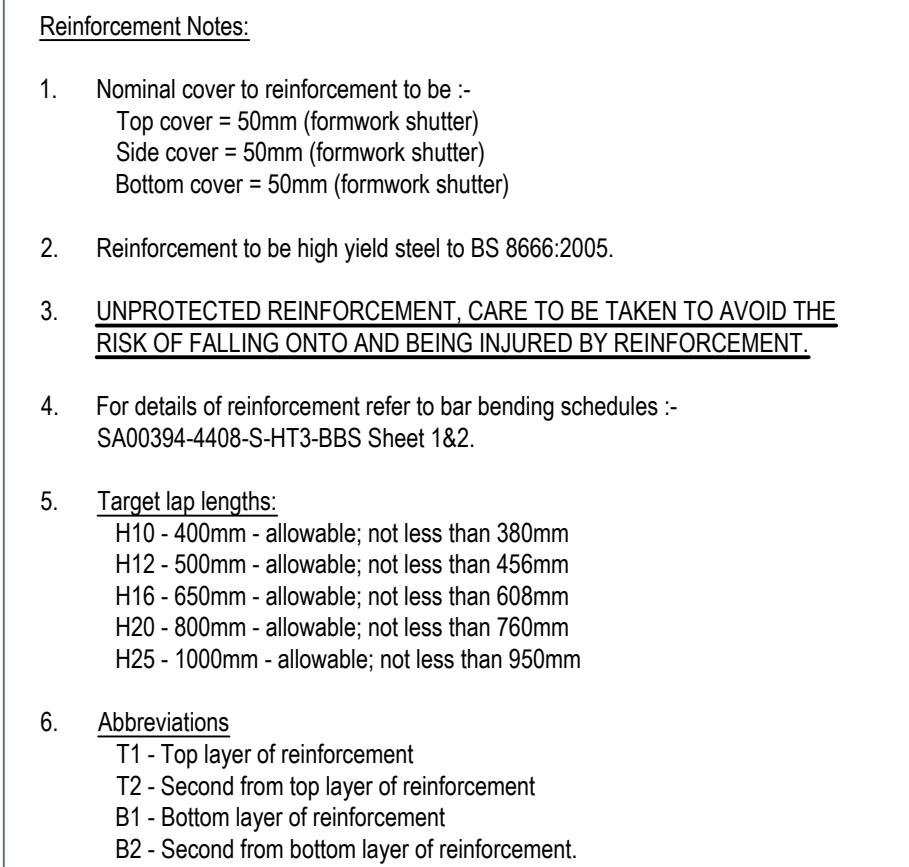 Reinforcement Notes:
1. Nominal cover to reinforcement to be :-
Top cover = 50mm (formwork shutter)
Side cover = 50mm (formwork shutter)
Bottom cover = 50mm (formwork shutter)
2. Reinforcement to be high yield steel to BS 8666:2005.
3. UNPROTECTED REINFORCEMENT, CARE TO BE TAKEN TO AVOID THE
RISK OF FALLING ONTO AND BEING INJURED BY REINFORCEMENT.
4. For details of reinforcement refer to bar bending schedules :-
SA00394-4408-S-HT3-BBS Sheet 1&2.
5. Target lap lengths:
H10 - 400mm - allowable; not less than 380mm
H12 - 500mm - allowable; not less than 456mm
H16 - 650mm - allowable; not less than 608mm
H20 - 800mm - allowable; not less than 760mm
H25 - 1000mm - allowable; not less than 950mm
6. Abbreviations
T1 - Top layer of reinforcement
T2 - Second from top layer of reinforcement
B1 - Bottom layer of reinforcement
B2 - Second from bottom layer of reinforcement.